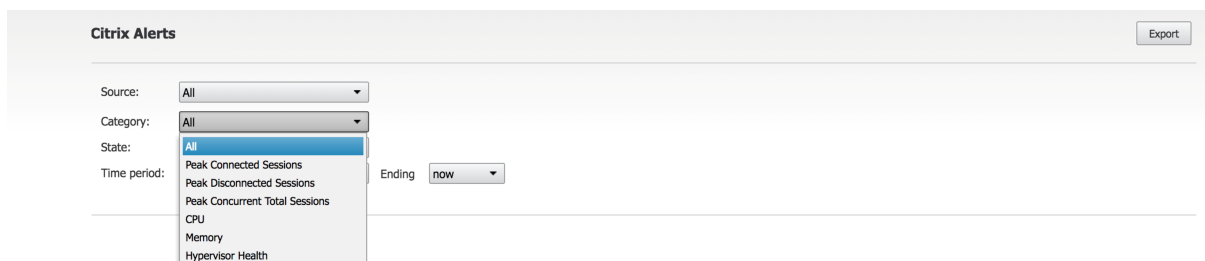 Citrix Alerts
Export
Source: All
Category: All
State: All
Time period: Peak Connected Sessions Ending now
Peak Disconnected Sessions
Peak Concurrent Total Sessions
CPU
Memory
Hypervisor Health